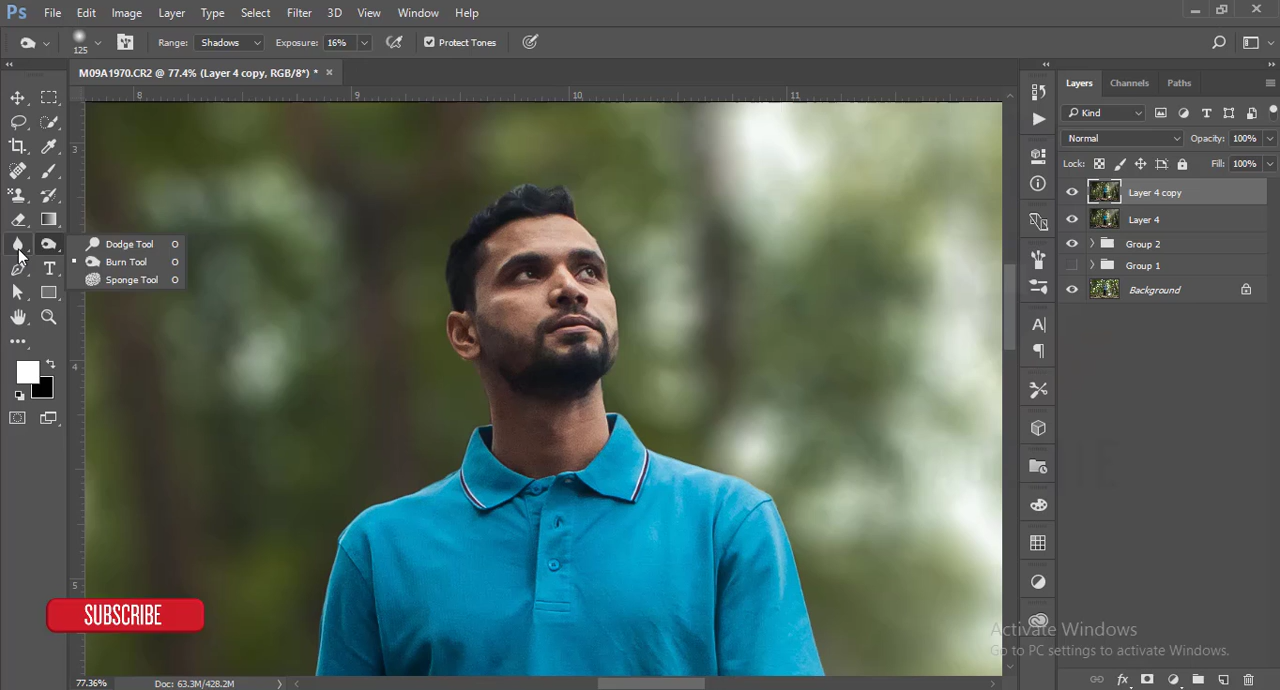 Ps File Edit Image Layer Type Select Filter 3D View Window Help
125 Range: Shadows Exposure: 16% Protect Tones
M09A1970.CR2 @ 77.4% (Layer 4 copy, RGB/8*) * ×
Layers Channels Paths
8 9 10 11
Kind
3
Normal Opacity: 100%
Lock: Fill: 100%
Layer 4 copy
Layer 4
Dodge Tool O
Group 2
Burn Tool O
Group 1
Sponge Tool O
Background
4
5
SUBSCRIBE
Activate Windows
Go to PC settings to activate Windows.
77.36% Doc: 63.3M/428.2M
fx